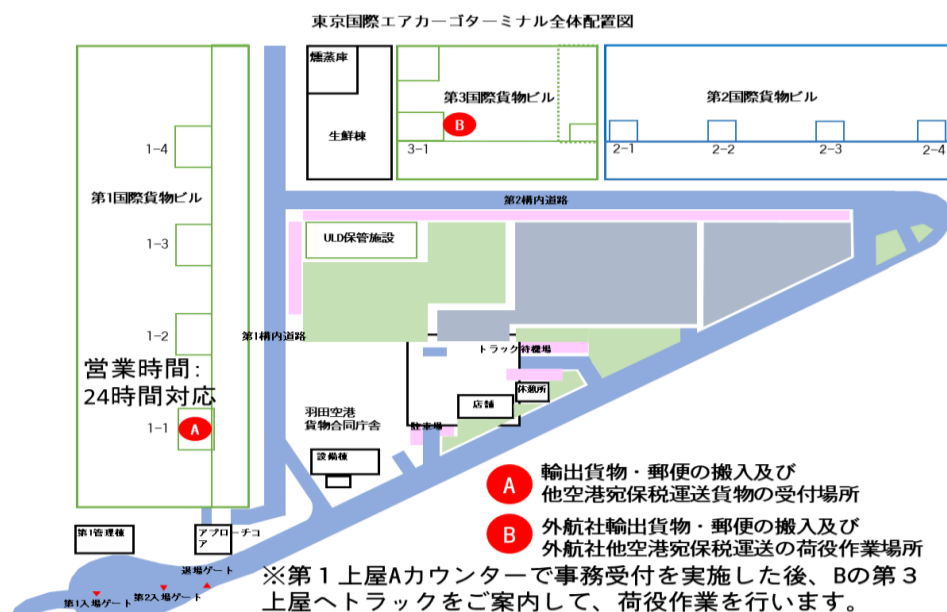 東京国際エアカーゴターミナル全体配置図
燻蒸庫
生鮮棟
第3国際貨物ビル
B
3-1
第2国際貨物ビル
2-1
2-2
2-3
2-4
1-4
第1国際貨物ビル
1-3
1-2
営業時間:
24時間対応
1-1
A
第2構内道路
ULD保管施設
第1構内道路
トラック待機場
休憩所
店舗
駐車場
羽田空港
貨物合同庁舎
設備棟
第1管理棟
アプローチコ
ア
退場ゲート
第1入場ゲート
第2入場ゲート
A
輸出貨物・郵便の搬入及び
他空港宛保税運送貨物の受付場所
B
外航社輸出貨物・郵便の搬入及び
外航社他空港宛保税運送の荷役作業場所
※第1上屋Aカウンターで事務受付を実施した後、Bの第3
上屋へトラックをご案内して、荷役作業を行います。